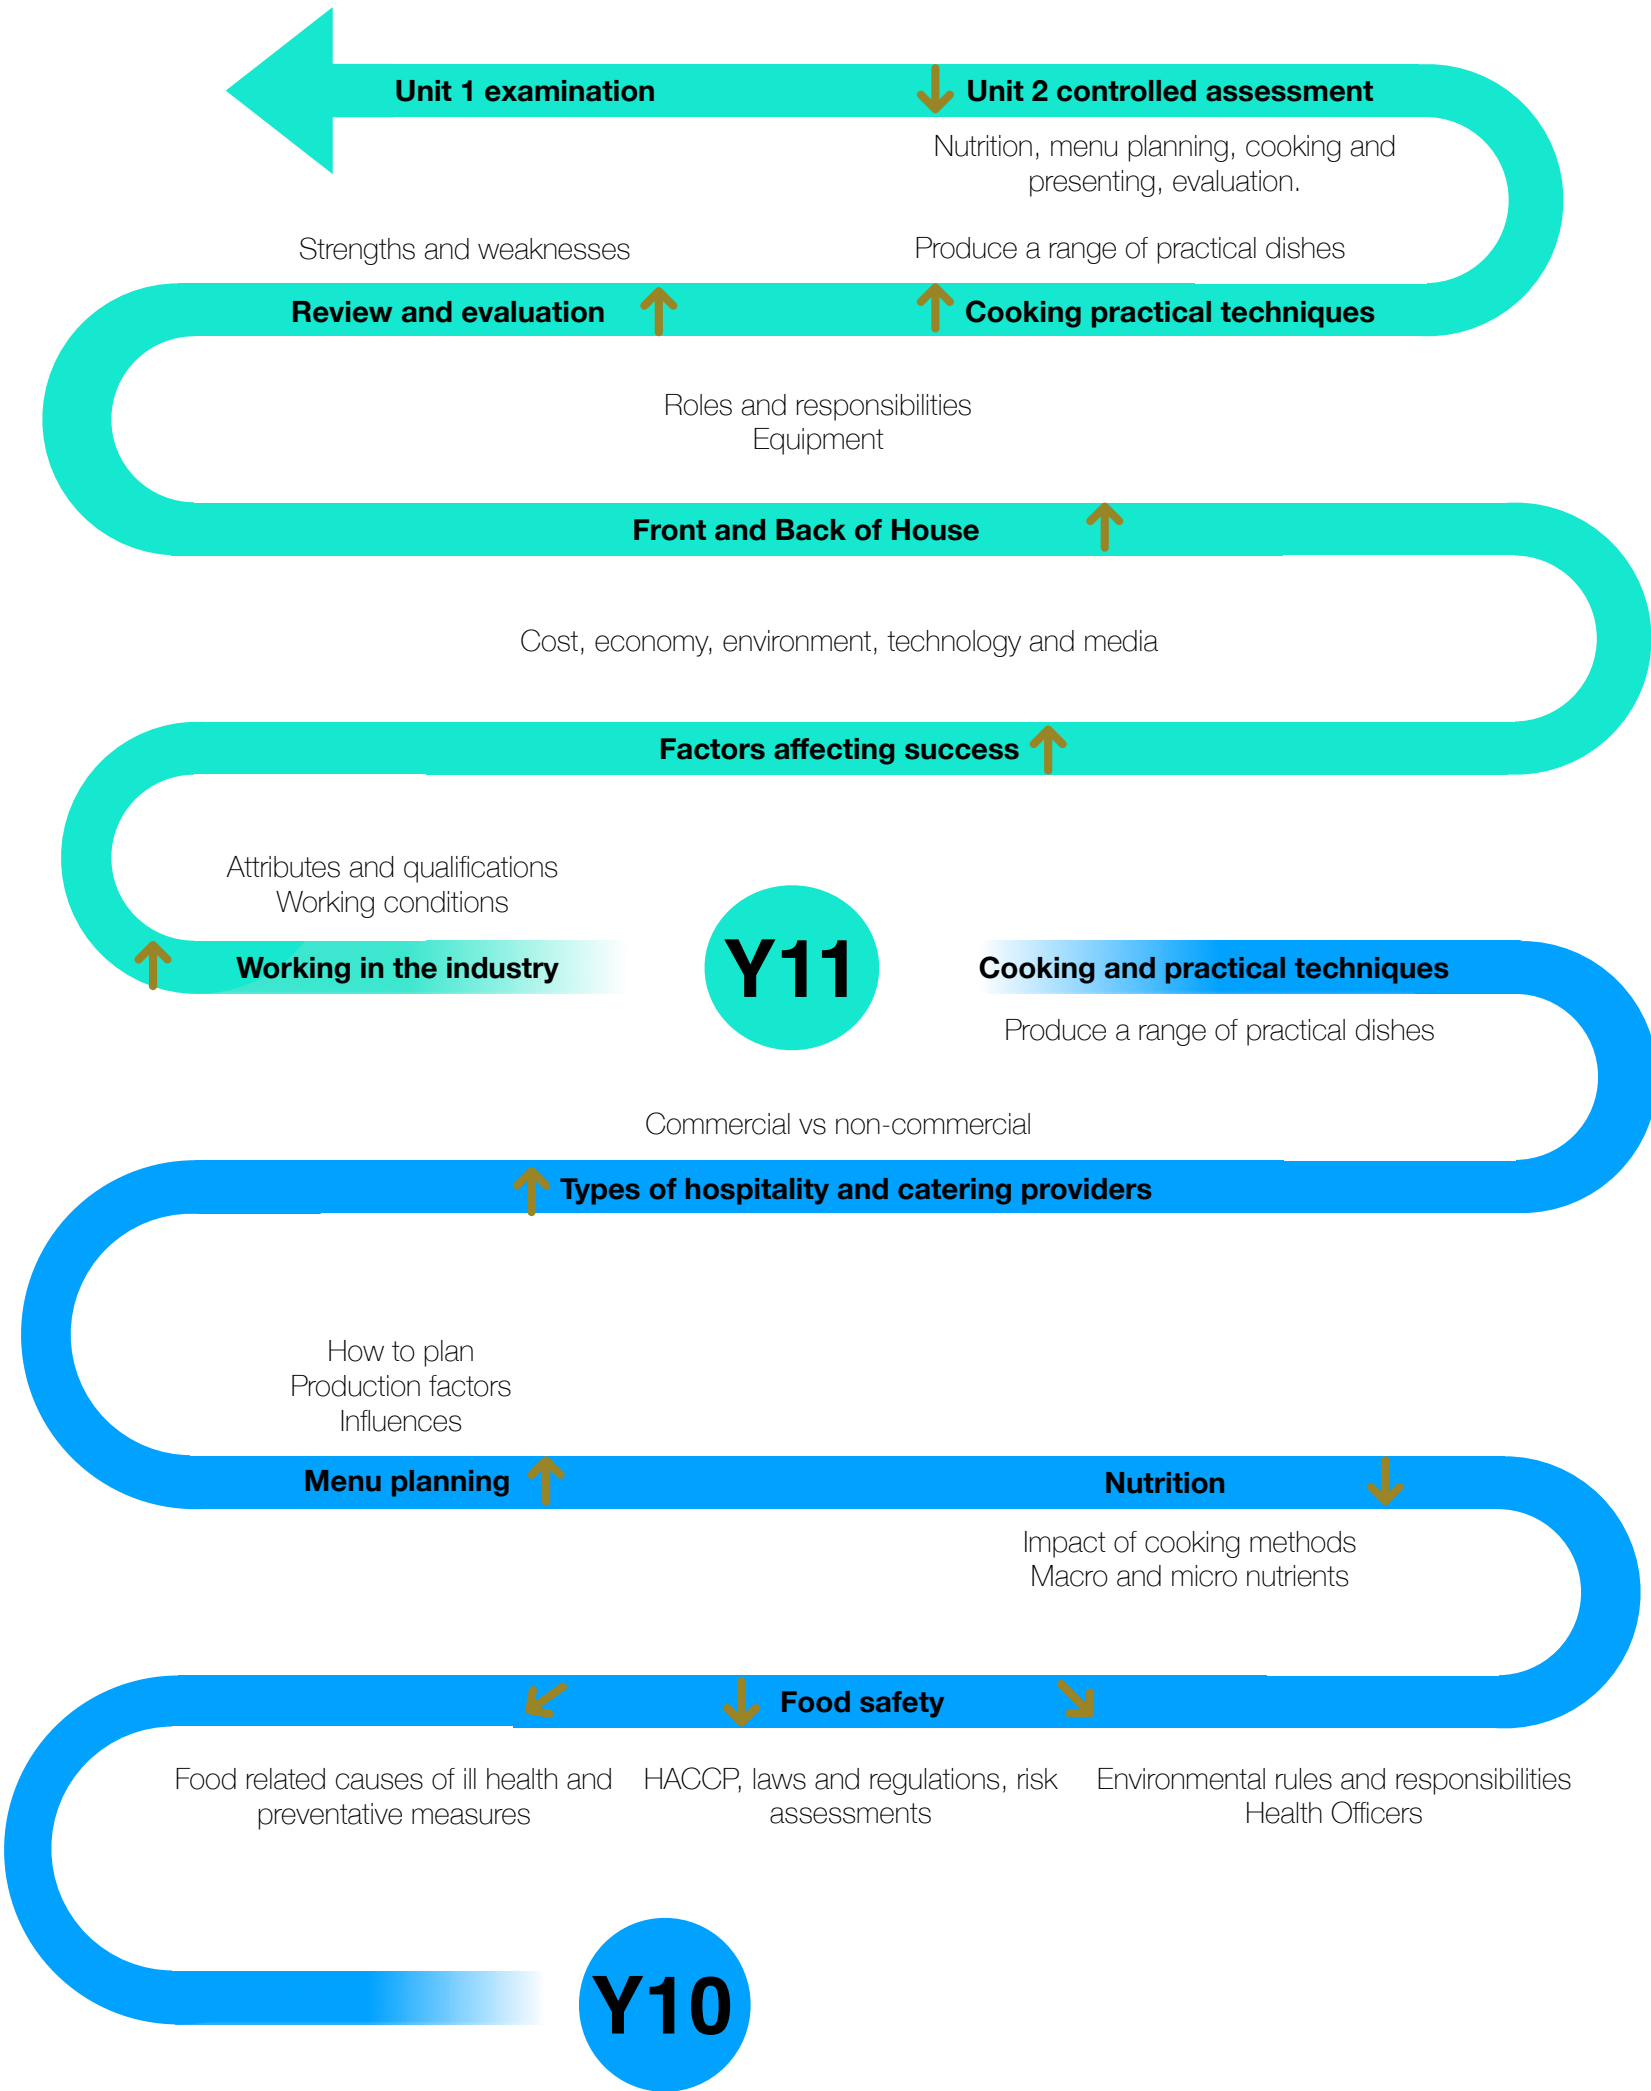 Unit 1 examination
Unit 2 controlled assessment
Nutrition, menu planning, cooking and
presenting, evaluation.
Strengths and weaknesses
Produce a range of practical dishes
Review and evaluation
Cooking practical techniques
Roles and responsibilities
Equipment
Front and Back of House
Cost, economy, environment, technology and media
Factors affecting success
Attributes and qualifications
Working conditions
Working in the industry
Y11
Cooking and practical techniques
Produce a range of practical dishes
Commercial vs non-commercial
Types of hospitality and catering providers
How to plan
Production factors
Influences
Menu planning
Nutrition
Impact of cooking methods
Macro and micro nutrients
Food safety
Food related causes of ill health and
preventative measures
HACCP, laws and regulations, risk
assessments
Environmental rules and responsibilities
Health Officers
Y10